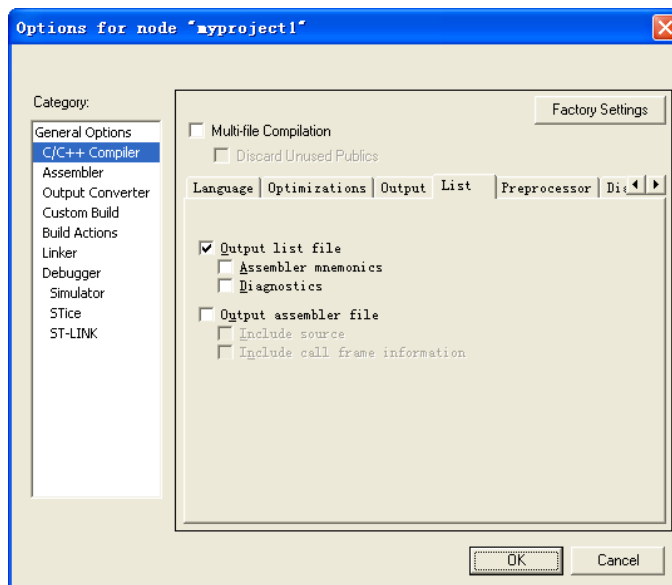 Options for node "myproject1"
Category:
Factory Settings
General Options
Multi-file Compilation
C/C++ Compiler
Discard Unused Publics
Assembler
Language Optimizations Output List Preprocessor
Output Converter
Custom Build
Build Actions
Linker
Debugger
Simulator
STice
ST-LINK
Output list file
Assembler mnemonics
Diagnostics
Output assembler file
Include source
Include call frame information
OK Cancel